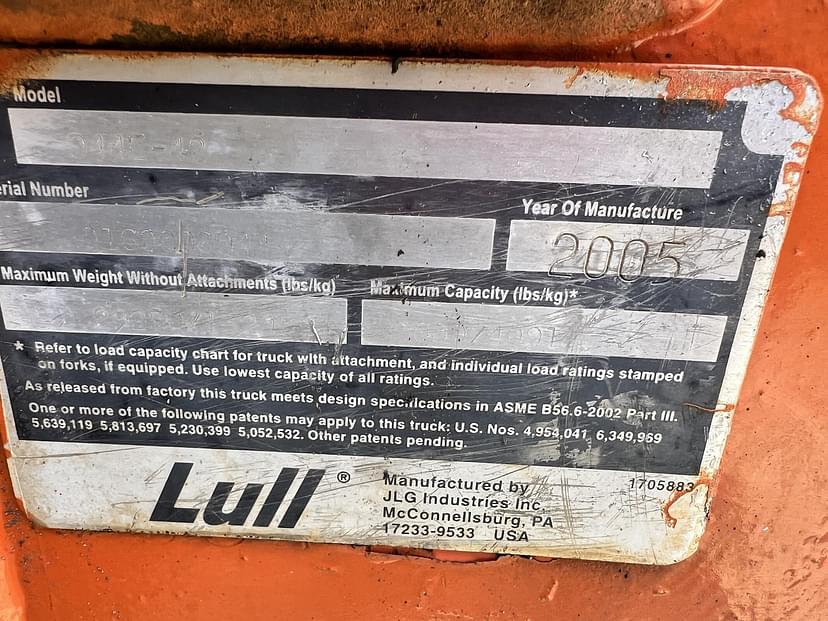 Model
944E-42
erial Number
Year Of Manufacture
2005
Maximum Weight Without Attachments (lbs/kg)
Maximum Capacity (lbs/kg)*
* Refer to load capacity chart for truck with attachment, and individual load ratings stamped
on forks, if equipped. Use lowest capacity of all ratings.
As released from factory this truck meets design specifications in ASME B56.6-2002 Part III.
One or more of the following patents may apply to this truck: U.S. Nos. 4,954,041 6,349,969
5,639,119 5,813,697 5,230,399 5,052,532. Other patents pending.
Lull®
Manufactured by
JLG Industries Inc
McConnellsburg, PA
17233-9533 USA
1705883